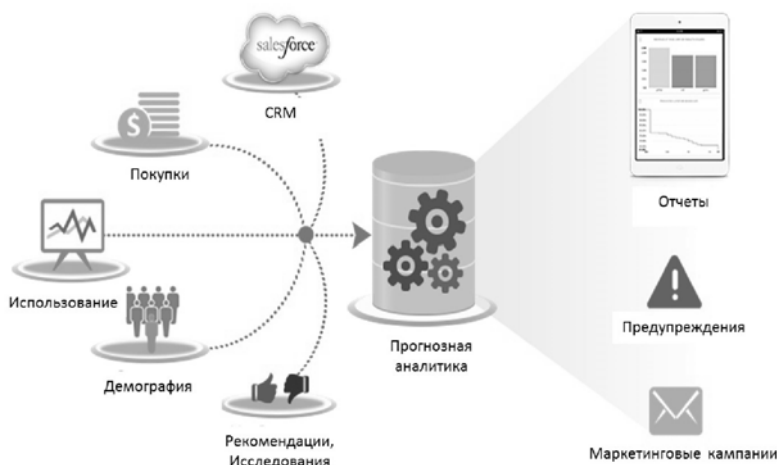 salesforce
CRM
Покупки
Использование
Демография
Рекомендации,
Исследования
Прогнозная
аналитика
Отчеты
Предупреждения
Маркетинговые кампании